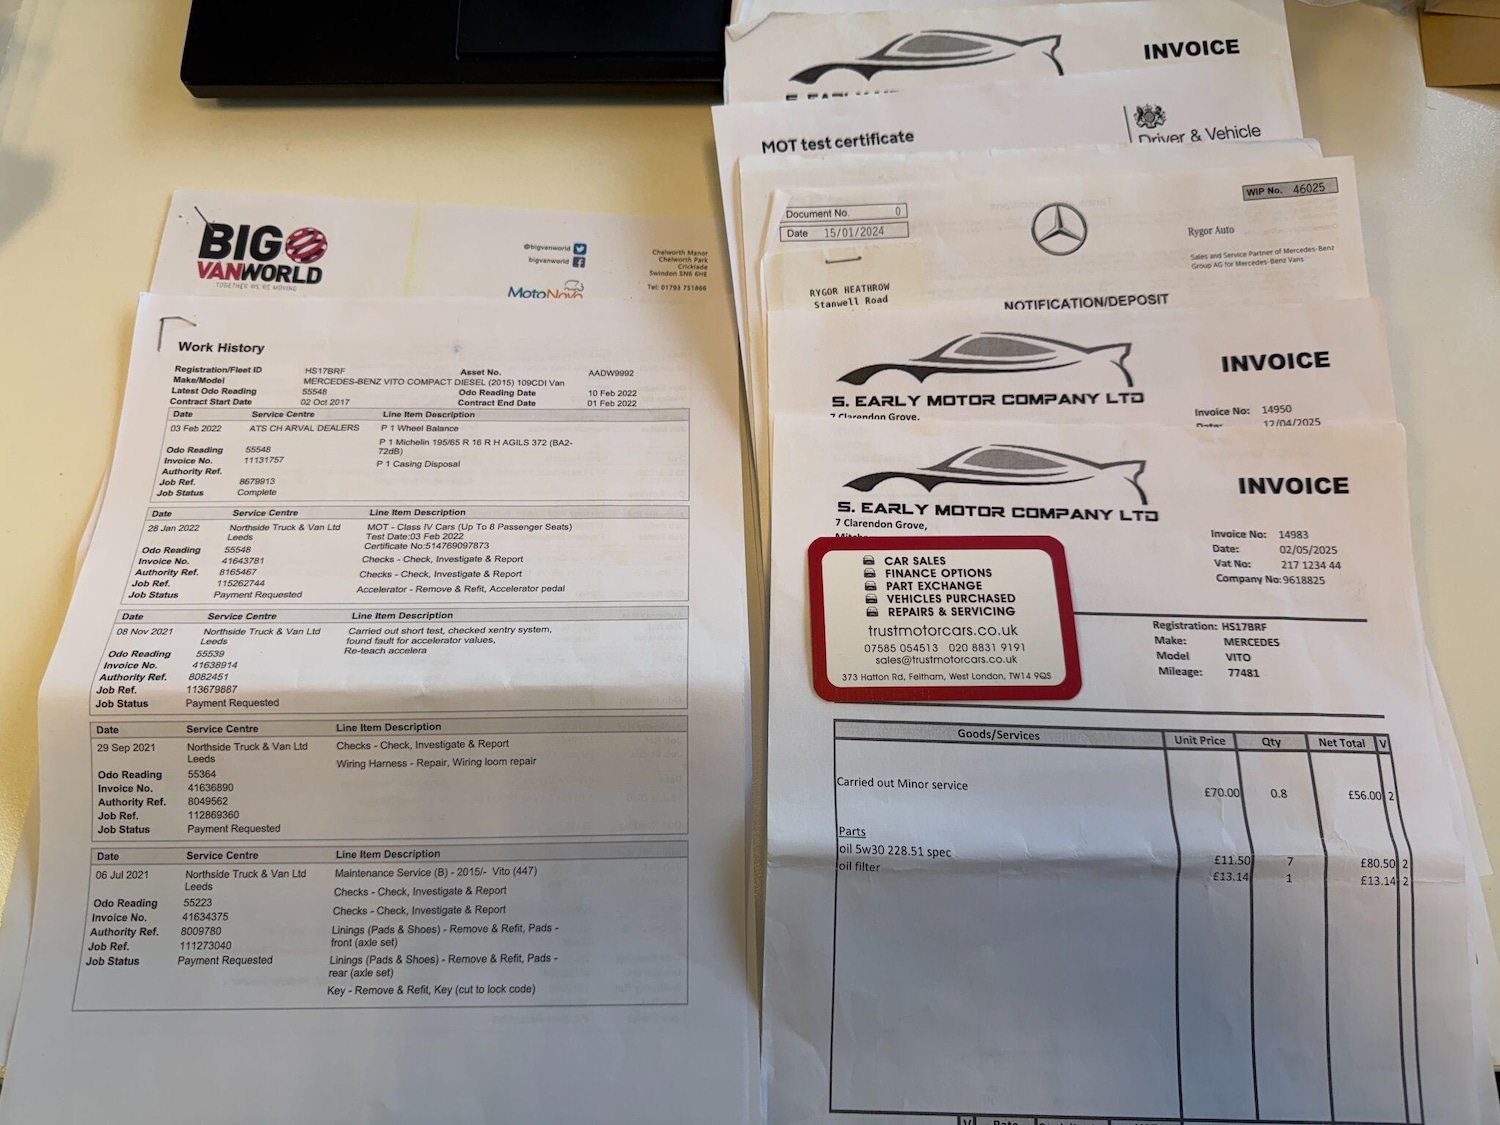 BIG
VANWORLD
TOGETHER WE'RE MOVING
@bigvanworld
bigvanworld
MotoNovo
Chelworth Manor
Chelworth Park
Cricklade
Swindon SN6 6HE
Tel: 01793 751866
Work History
Registration/Fleet ID HS17BRF Asset No. AADW9992
Make/Model MERCEDES-BENZ VITO COMPACT DIESEL (2015) 109CDI Van
Latest Odo Reading 55548 Odo Reading Date 10 Feb 2022
Contract Start Date 02 Oct 2017 Contract End Date 01 Feb 2022
Date Service Centre Line Item Description
03 Feb 2022 ATS CH ARVAL DEALERS P 1 Wheel Balance
P 1 Michelin 195/65 R 16 R H AGILS 372 (BA2-
72dB)
P 1 Casing Disposal
Odo Reading 55548
Invoice No. 11131757
Authority Ref.
Job Ref. 8679913
Job Status Complete
Date Service Centre Line Item Description
28 Jan 2022 Northside Truck & Van Ltd MOT - Class IV Cars (Up To 8 Passenger Seats)
Leeds Test Date:03 Feb 2022
Certificate No:514769097873
Odo Reading 55548
Invoice No. 41643781 Checks - Check, Investigate & Report
Authority Ref. 8165467 Checks - Check, Investigate & Report
Job Ref. 115262744 Accelerator - Remove & Refit, Accelerator pedal
Job Status Payment Requested
Date Service Centre Line Item Description
08 Nov 2021 Northside Truck & Van Ltd Carried out short test, checked xentry system,
Leeds found fault for accelerator values,
Odo Reading 55539 Re-teach accelera
Invoice No. 41638914
Authority Ref. 8082451
Job Ref. 113679887
Job Status Payment Requested
Date Service Centre Line Item Description
29 Sep 2021 Northside Truck & Van Ltd Checks - Check, Investigate & Report
Leeds Wiring Harness - Repair, Wiring loom repair
Odo Reading 55364
Invoice No. 41636890
Authority Ref. 8049562
Job Ref. 112869360
Job Status Payment Requested
Date Service Centre Line Item Description
06 Jul 2021 Northside Truck & Van Ltd Maintenance Service (B) - 2015/- Vito (447)
Leeds Checks - Check, Investigate & Report
Odo Reading 55223 Checks - Check, Investigate & Report
Invoice No. 41634375
Authority Ref. 8009780 Linings (Pads & Shoes) - Remove & Refit, Pads -
Job Ref. 111273040 front (axle set)
Job Status Payment Requested Linings (Pads & Shoes) - Remove & Refit, Pads -
rear (axle set)
Key - Remove & Refit, Key (cut to lock code)
INVOICE
S. EARLY
MOT test certificate
Driver & Vehicle
WIP No. 46025
Document No. 0
Date 15/01/2024
Rygor Auto
Sales and Service Partner of Mercedes-Benz
Group AG for Mercedes-Benz Vans
RYGOR HEATHROW
Stanwell Road
NOTIFICATION/DEPOSIT
INVOICE
S. EARLY MOTOR COMPANY LTD
7 Clarendon Grove,
Invoice No: 14950
Date: 12/04/2025
INVOICE
S. EARLY MOTOR COMPANY LTD
7 Clarendon Grove,
Invoice No: 14983
Date: 02/05/2025
Vat No: 217 1234 44
Company No:9618825
CAR SALES
FINANCE OPTIONS
PART EXCHANGE
VEHICLES PURCHASED
REPAIRS & SERVICING
trustmotorcars.co.uk
07585 054513 020 8831 9191
sales@trustmotorcars.co.uk
373 Hatton Rd, Feltham, West London, TW14 9QS
Registration: HS17BRF
Make: MERCEDES
Model VITO
Mileage: 77481
Goods/Services Unit Price Qty Net Total V
Carried out Minor service £70.00 0.8 £56.00 2
Parts
oil 5w30 228.51 spec £11.50 7 £80.50 2
oil filter £13.14 1 £13.14 2
V Rate